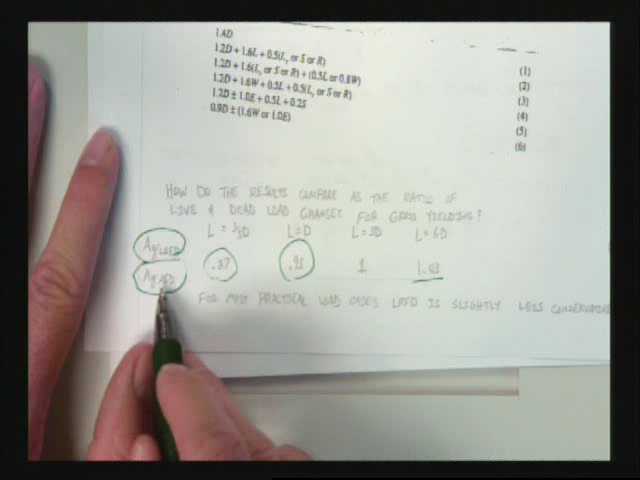 1.4D
1.2D + 1.6L + 0.5(Lr or S or R) (1)
1.2D + 1.6(Lr or S or R) + (0.5L or 0.8W) (2)
1.2D + 1.6W + 0.5L + 0.5(Lr or S or R) (3)
1.2D ± 1.0E + 0.5L + 0.2S (4)
0.9D ± (1.6W or 1.0E) (5)
(6)
HOW DO THE RESULTS COMPARE AS THE RATIO OF
LIVE & DEAD LOAD CHANGES FOR GROSS YIELDING?
L = D L=3D L=6D
Ag LRFD
Ag ASD .87 .95 1 1.03
FOR MOST PRACTICAL LOAD CASES LRFD IS SLIGHTLY LESS CONSERVATIVE